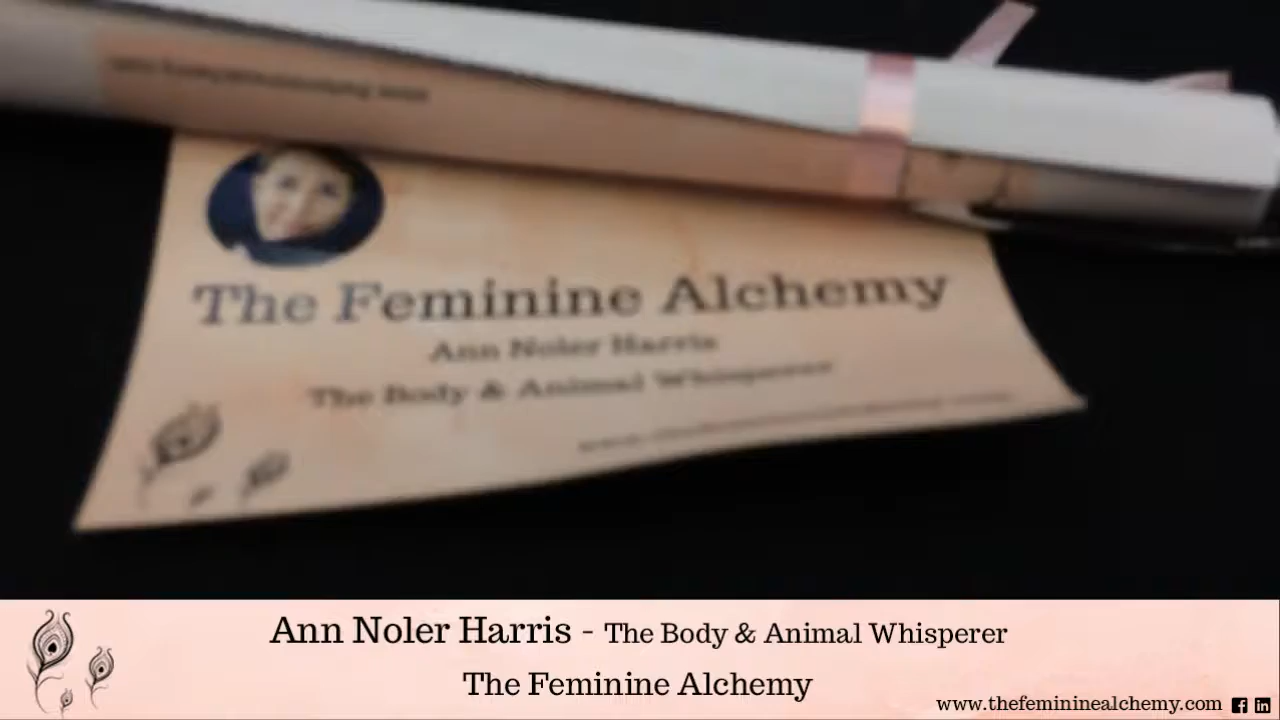 The Feminine Alchemy
Ann Noler Harris
The Body & Animal Whisperer
Ann Noler Harris - The Body & Animal Whisperer
The Feminine Alchemy
www.thefemininealchemy.com